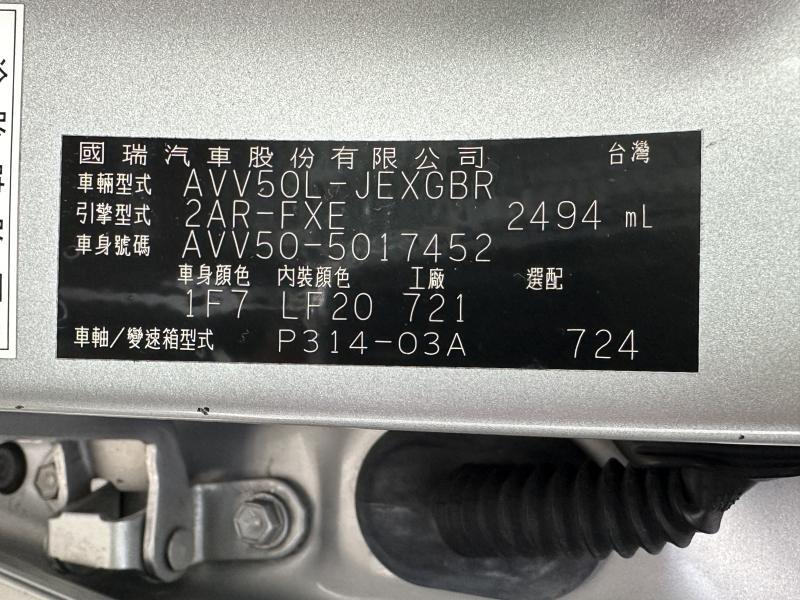 國瑞汽車股份有限公司 台灣
車輛型式 AVV50L-JEXGBR
引擎型式 2AR-FXE 2494 mL
車身號碼 AVV50-5017452
車身顏色 內裝顏色 工廠 選配
1F7 LF20 721
車軸/變速箱型式 P314-03A 724